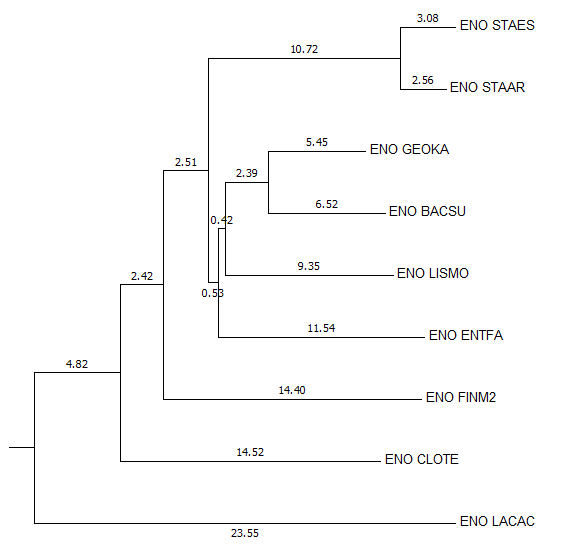 3.08
ENO STAES
10.72
2.56
ENO STAAR
5.45
ENO GEOKA
2.51
2.39
6.52
ENO BACSU
0.42
9.35
ENO LISMO
2.42
0.53
11.54
ENO ENTFA
4.82
14.40
ENO FINM2
14.52
ENO CLOTE
ENO LACAC
23.55